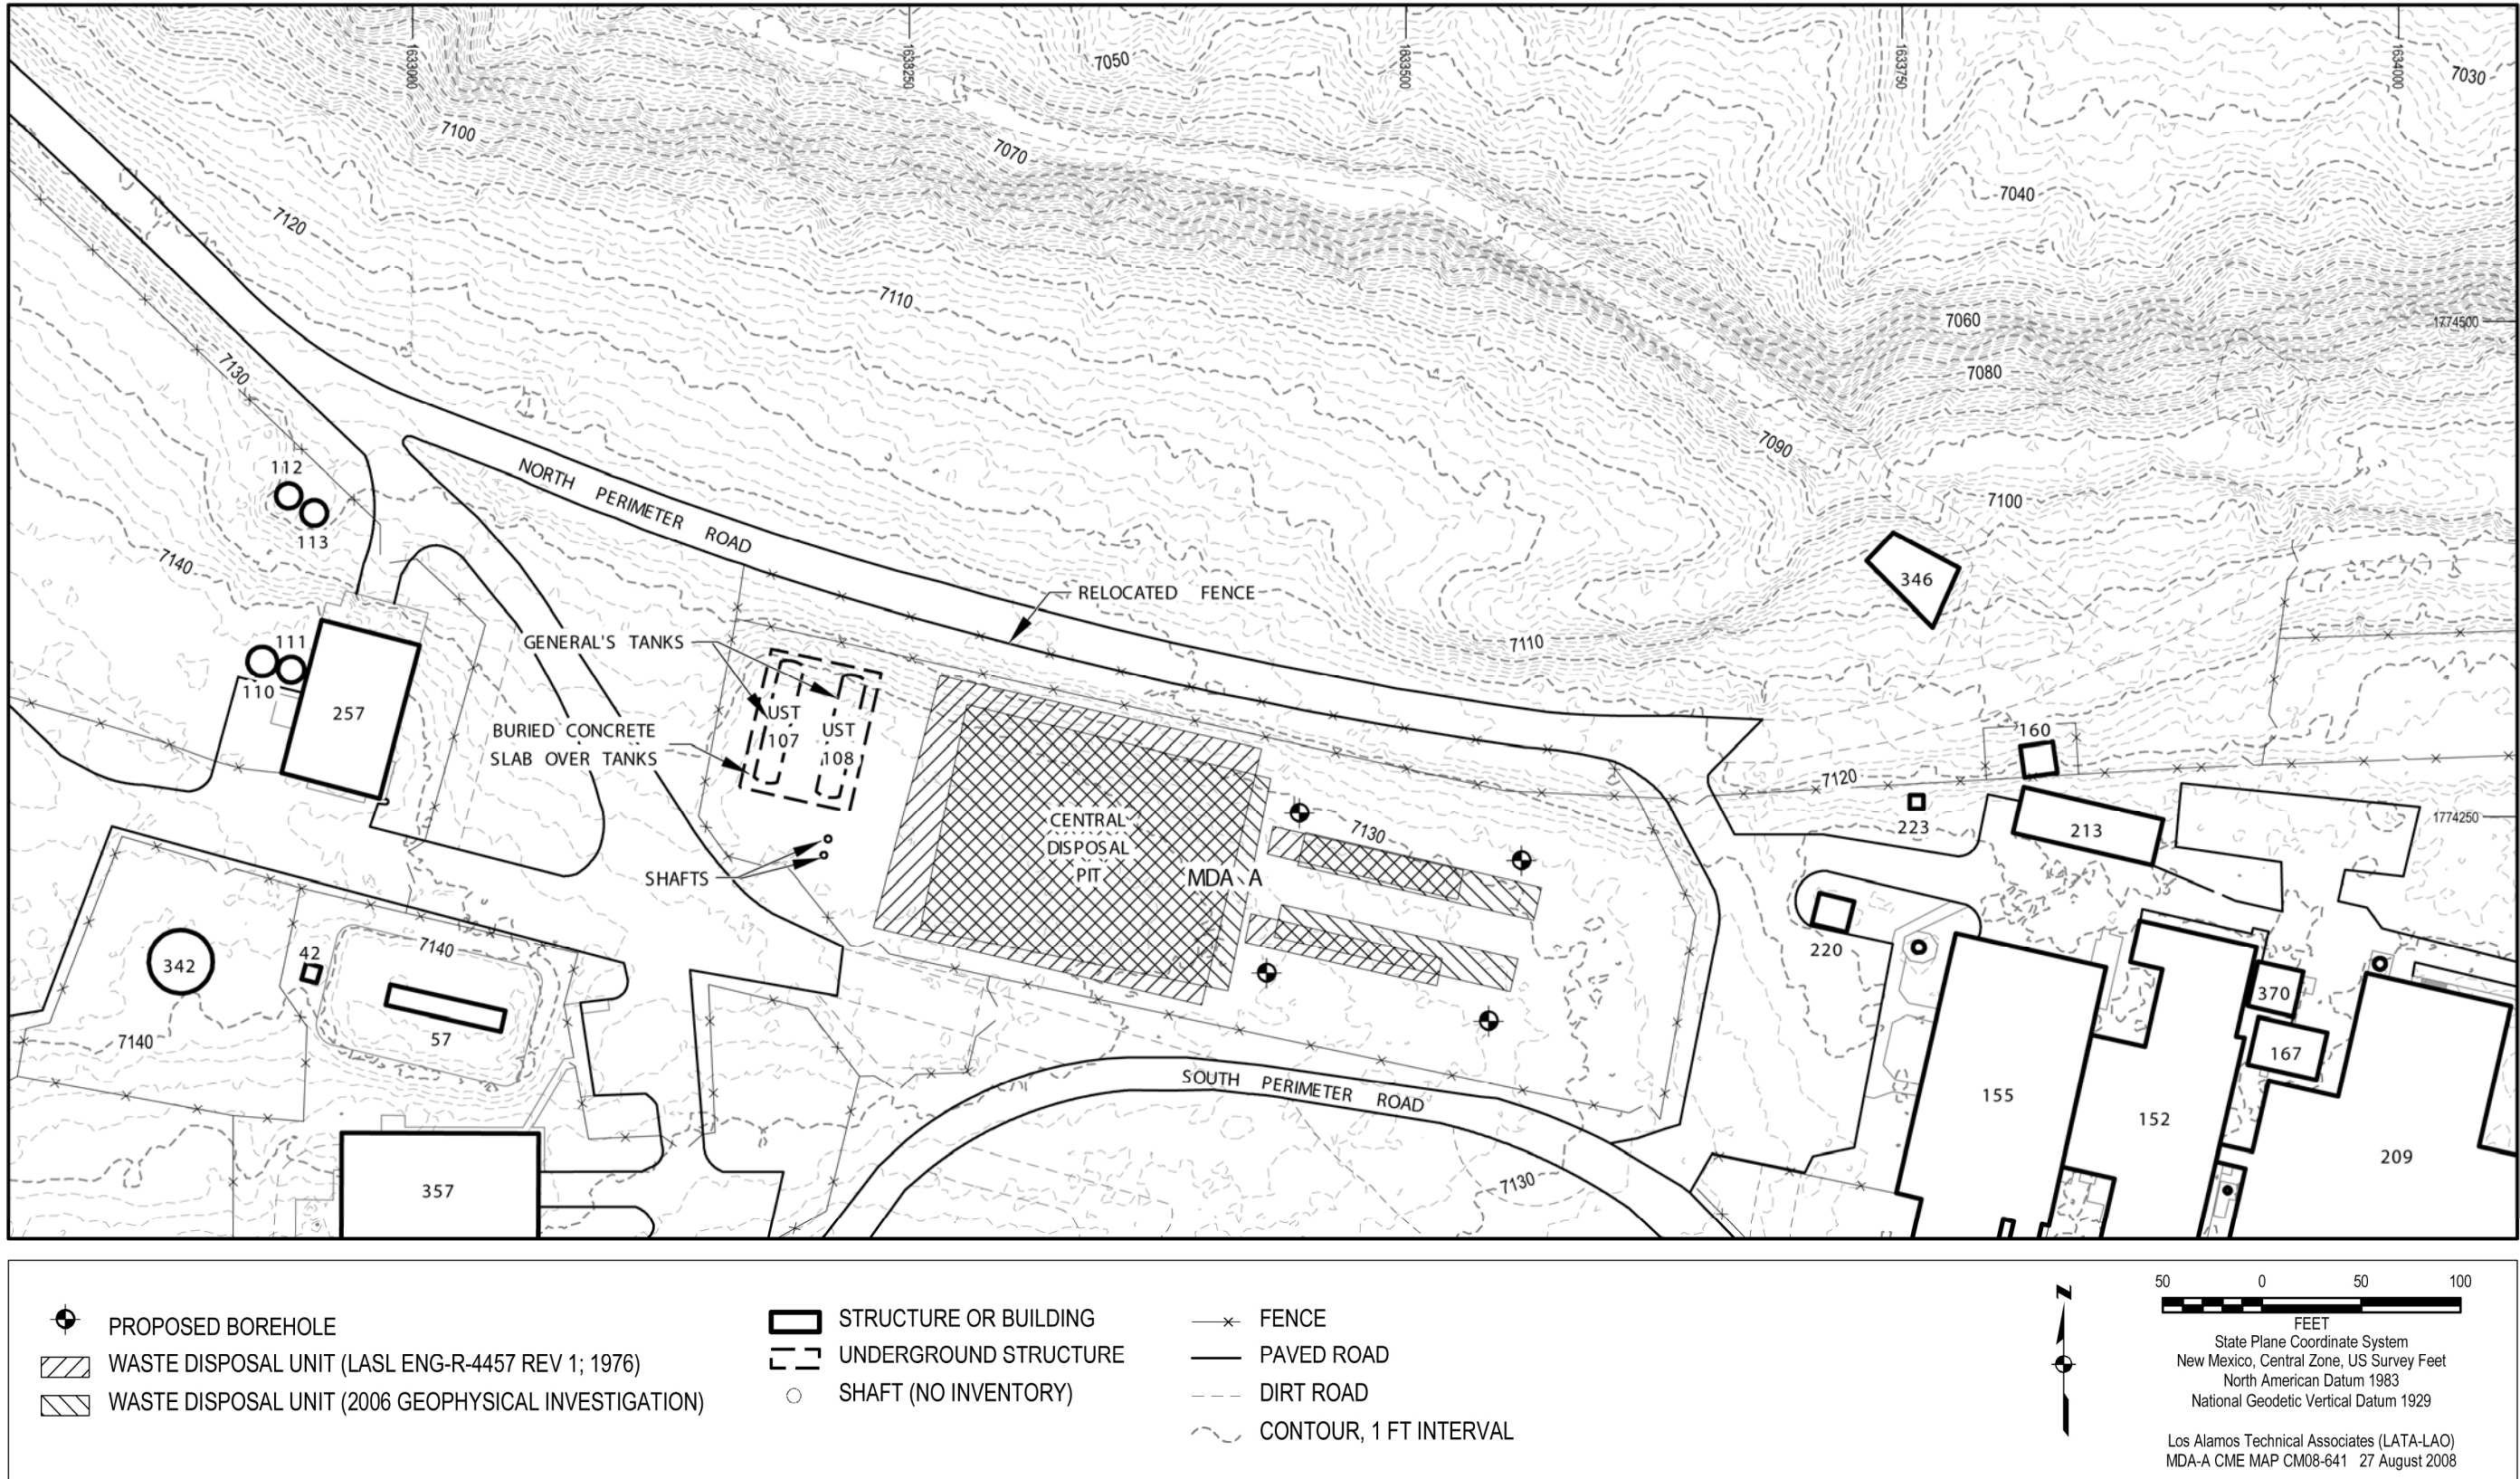 1633000
1633250
1633500
1633750
1634000
7050
7030
7100
7070
7040
7120
7110
7060
1774500
7130
7080
7090
112
NORTH PERIMETER ROAD
7100
113
7140
346
RELOCATED FENCE
111
GENERAL'S TANKS
7110
110
257
UST
107
UST
108
BURIED CONCRETE
SLAB OVER TANKS
160
7120
223
213
1774250
CENTRAL
DISPOSAL
PIT
7130
SHAFTS
MDA A
7140
42
342
220
370
57
7140
167
SOUTH PERIMETER ROAD
155
152
209
357
7130
PROPOSED BOREHOLE
WASTE DISPOSAL UNIT (LASL ENG-R-4457 REV 1; 1976)
WASTE DISPOSAL UNIT (2006 GEOPHYSICAL INVESTIGATION)
STRUCTURE OR BUILDING
UNDERGROUND STRUCTURE
SHAFT (NO INVENTORY)
FENCE
PAVED ROAD
DIRT ROAD
CONTOUR, 1 FT INTERVAL
N
50 0 50 100
FEET
State Plane Coordinate System
New Mexico, Central Zone, US Survey Feet
North American Datum 1983
National Geodetic Vertical Datum 1929
Los Alamos Technical Associates (LATA-LAO)
MDA-A CME MAP CM08-641 27 August 2008